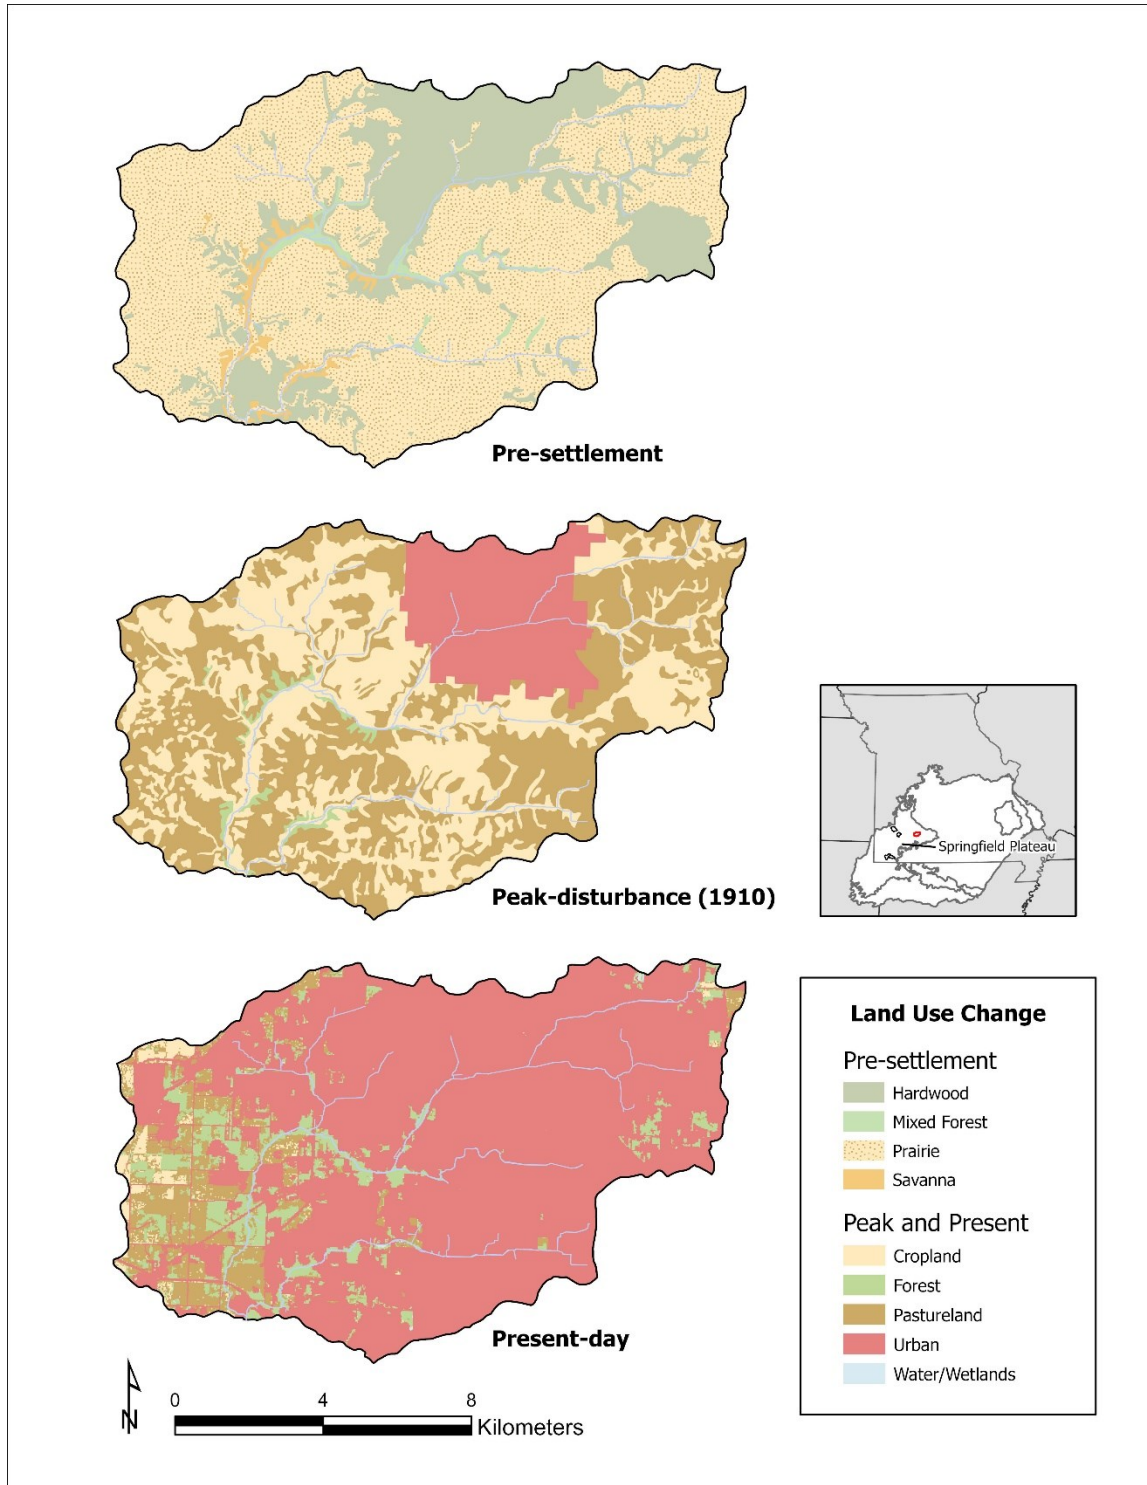 Pre-settlement
Peak-disturbance (1910)
Springfield Plateau
Present-day
N
0
4
8
Kilometers
Land Use Change
Pre-settlement
Hardwood
Mixed Forest
Prairie
Savanna
Peak and Present
Cropland
Forest
Pastureland
Urban
Water/Wetlands